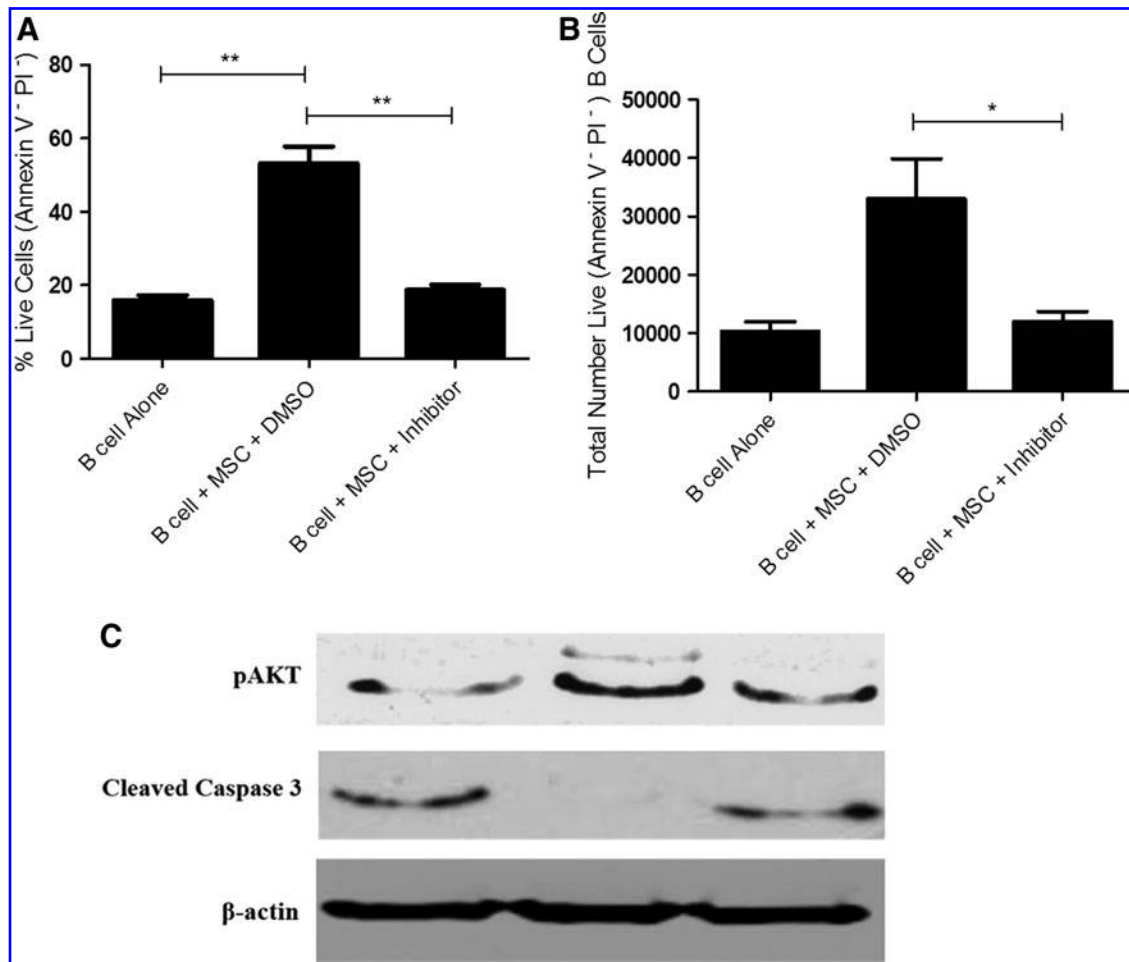 A
% Live Cells (Annexin V - PI -)
80
60
40
20
0
**
**
B cell Alone
B cell + MSC + DMSO
B cell + MSC + Inhibitor
B
Total Number Live (Annexin V - PI - ) B Cells
50000
40000
30000
20000
10000
0
*
B cell Alone
B cell + MSC + DMSO
B cell + MSC + Inhibitor
C
pAKT
Cleaved Caspase 3
β-actin